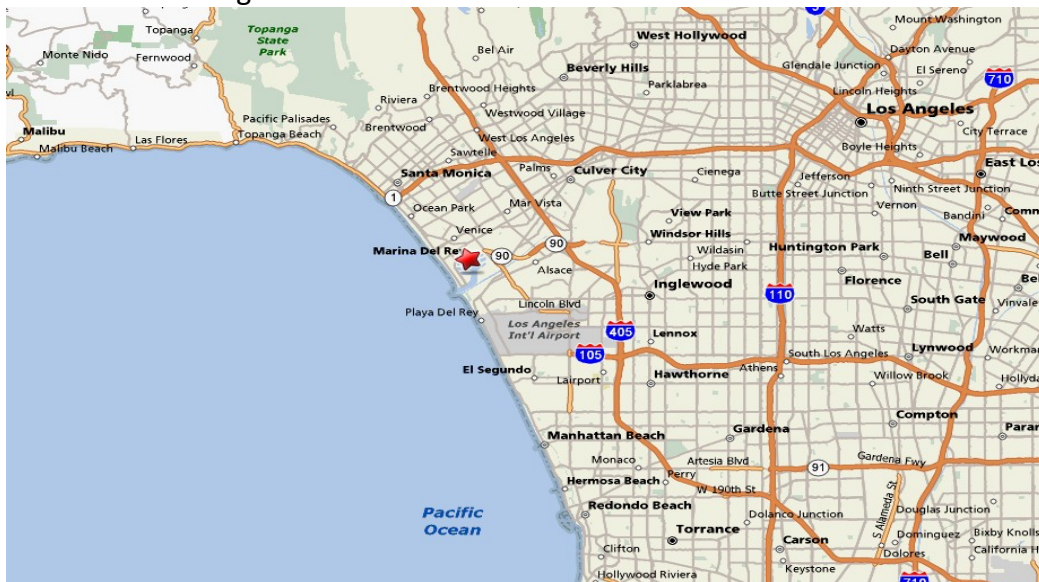 Topanga
Topanga
State
Park
Monte Nido
Fernwood
Bel Air
West Hollywood
Mount Washington
Dayton Avenue
Glendale Junction
El Sereno
710
Beverly Hills
Parklabrea
Lincoln Heights
Brentwood Heights
Riviera
Westwood Village
Los Angeles
Pacific Palisades
Brentwood
City Terrace
Malibu
Las Flores
Topanga Beach
West Los Angeles
Boyle Heights
Malibu Beach
Sawtelle
East Los
Santa Monica
Palms
Culver City
Cienega
Jefferson
Butte Street Junction
Ninth Street Junction
1
Ocean Park
Mar Vista
View Park
Vernon
Bandini
Comm
Venice
Windsor Hills
Maywood
Marina Del Re
90
90
Wildasin
Huntington Park
Bell
Alsace
Hyde Park
Florence
Be
Inglewood
110
Lincoln Blvd
South Gate
Vinvale
Playa Del Rey
Los Angeles
Int'l Airport
405
Lennox
Watts
Lynwood
Workman
105
South Los Angeles
El Segundo
Lairport
Hawthorne
Athens
Willow Brook
Hollyda
Compton
Manhattan Beach
Gardena
Param
Monaco
Artesia Blvd
91
Gardena Fwy
Hermosa Beach
Perry
W 190th St
Redondo Beach
Dolanco Junction
S Alameda St
Douglas Junction
Pacific
Ocean
Torrance
Dominguez
Bixby Knolls
Clifton
Carson
Dolores
California H
Hollywood Riviera
Keystone
710